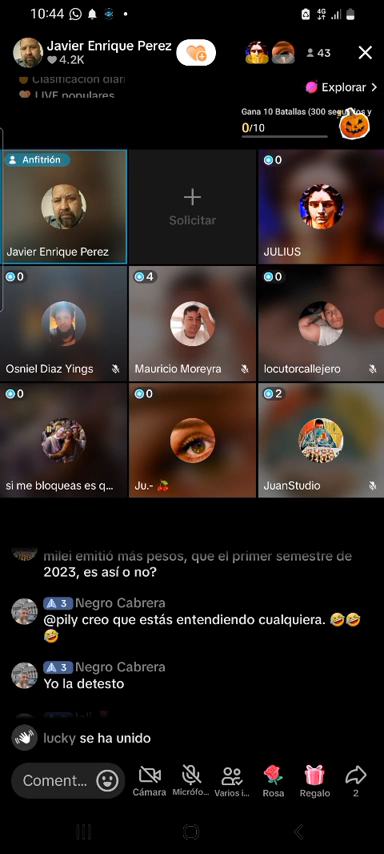 10:44
4G
Javier Enrique Perez
4.2K
43
Clasificación diari
LIVE populares
Explorar >
Gana 10 Batallas (300 segundos y
0/10
Anfitrión
Javier Enrique Perez
Solicitar
0
JULIUS
0
Osniel Diaz Yings
4
Mauricio Moreyra
0
locutorcallejero
0
si me bloqueas es q...
0
Ju.- 🍒
2
JuanStudio
milei emitió más pesos, que el primer semestre de
2023, es así o no?
3 Negro Cabrera
@pily creo que estás entendiendo cualquiera. 🤣🤣
🤣
3 Negro Cabrera
Yo la detesto
lucky se ha unido
Coment...
Cámara
Micrófo...
Varios i...
Rosa
Regalo
2